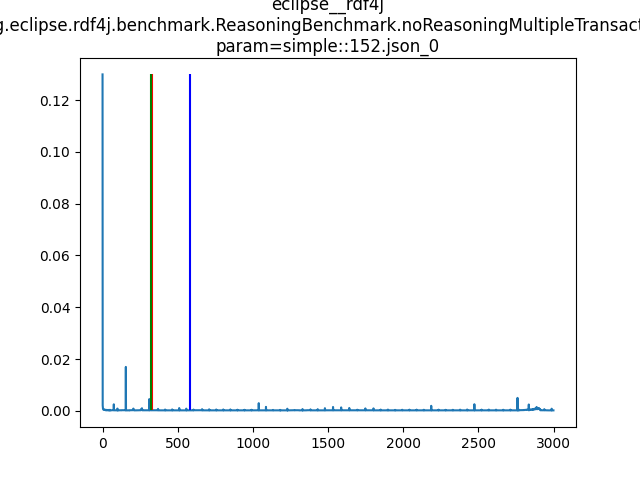 eclipse__rdf4j
g.eclipse.rdf4j.benchmark.ReasoningBenchmark.noReasoningMultipleTransact
param=simple::152.json_0
0.12
0.10
0.08
0.06
0.04
0.02
0.00
0 500 1000 1500 2000 2500 3000